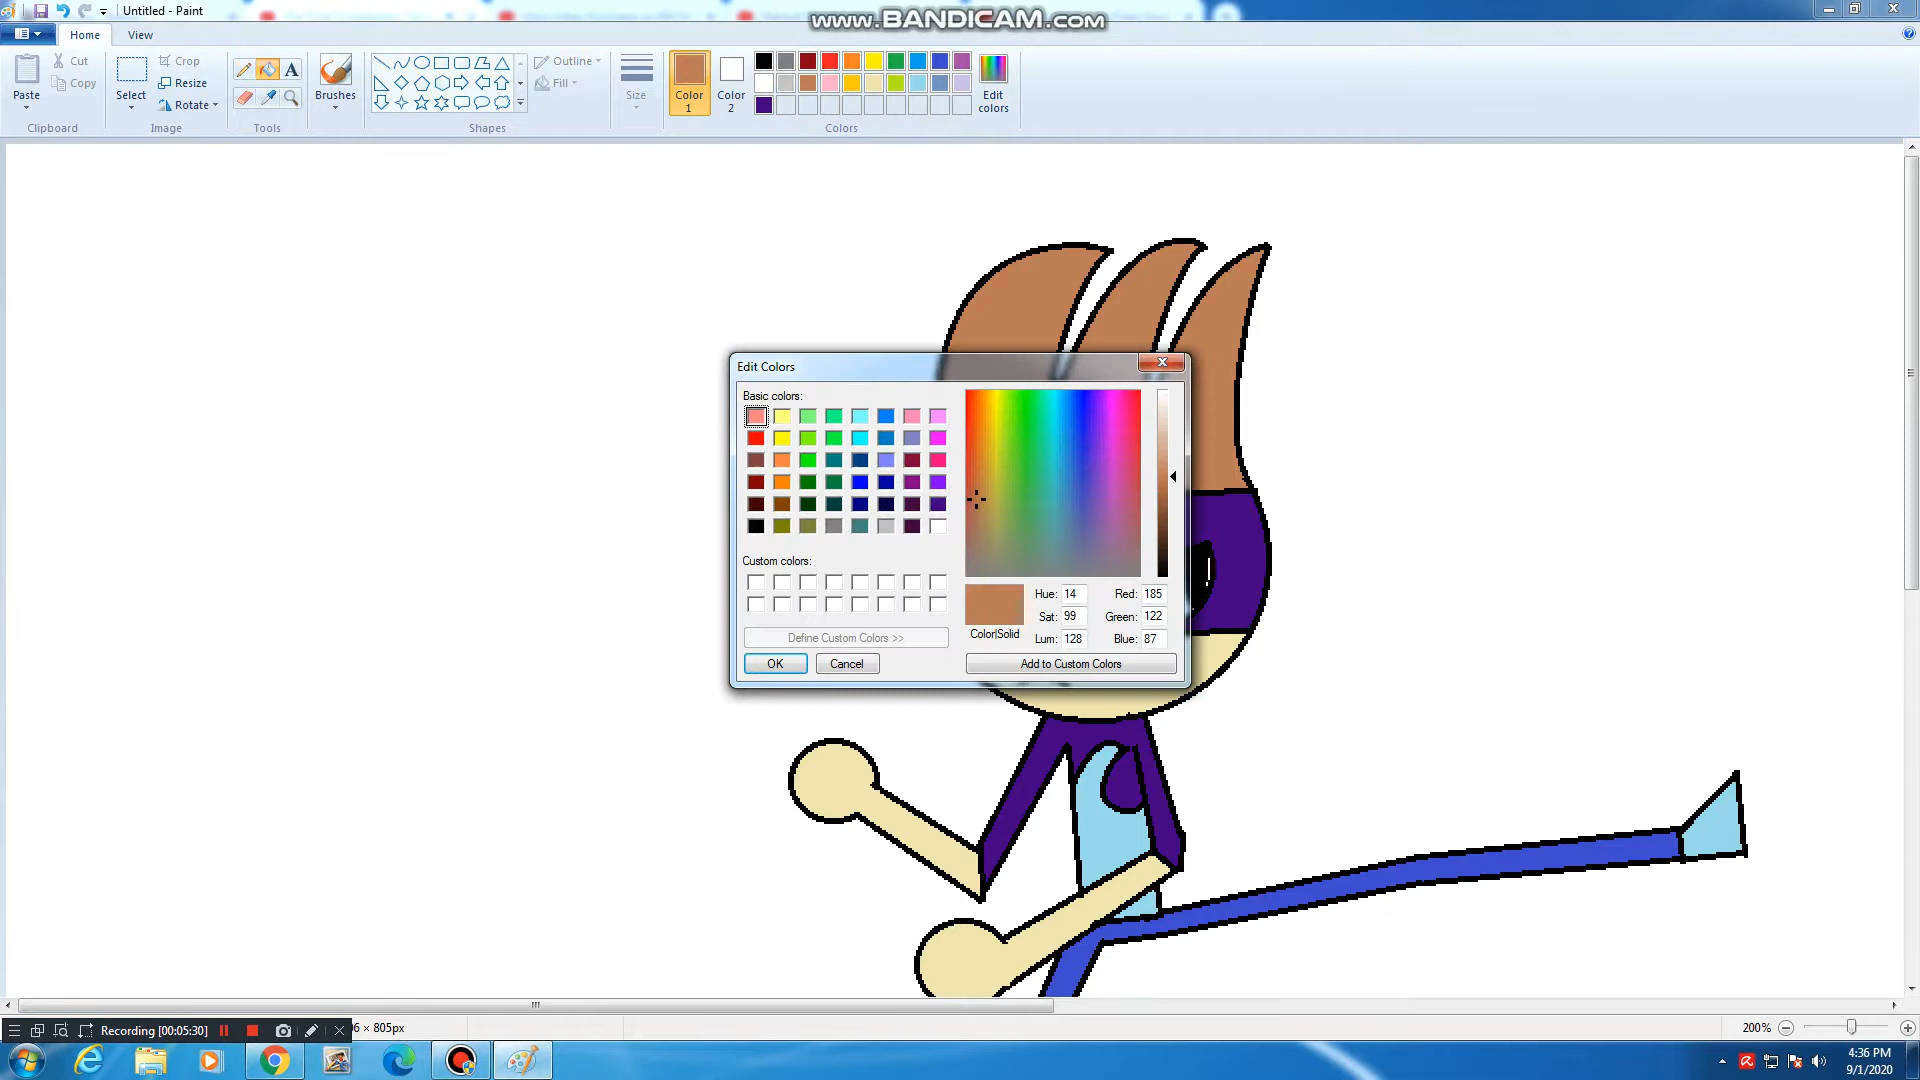 Untitled - Paint
www.BANDICAM.com
Home
View
Paste
Cut
Copy
Clipboard
Select
Crop
Resize
Rotate
Image
A
Tools
Brushes
Outline
Fill
Shapes
Size
Color 1
Color 2
Edit colors
Colors
Edit Colors
Basic colors:
Custom colors:
Define Custom Colors >>
OK
Cancel
Color|Solid
Hue: 14
Sat: 99
Lum: 128
Red: 185
Green: 122
Blue: 87
Add to Custom Colors
Recording [00:05:30]
6 × 805px
200%
4:36 PM
9/1/2020